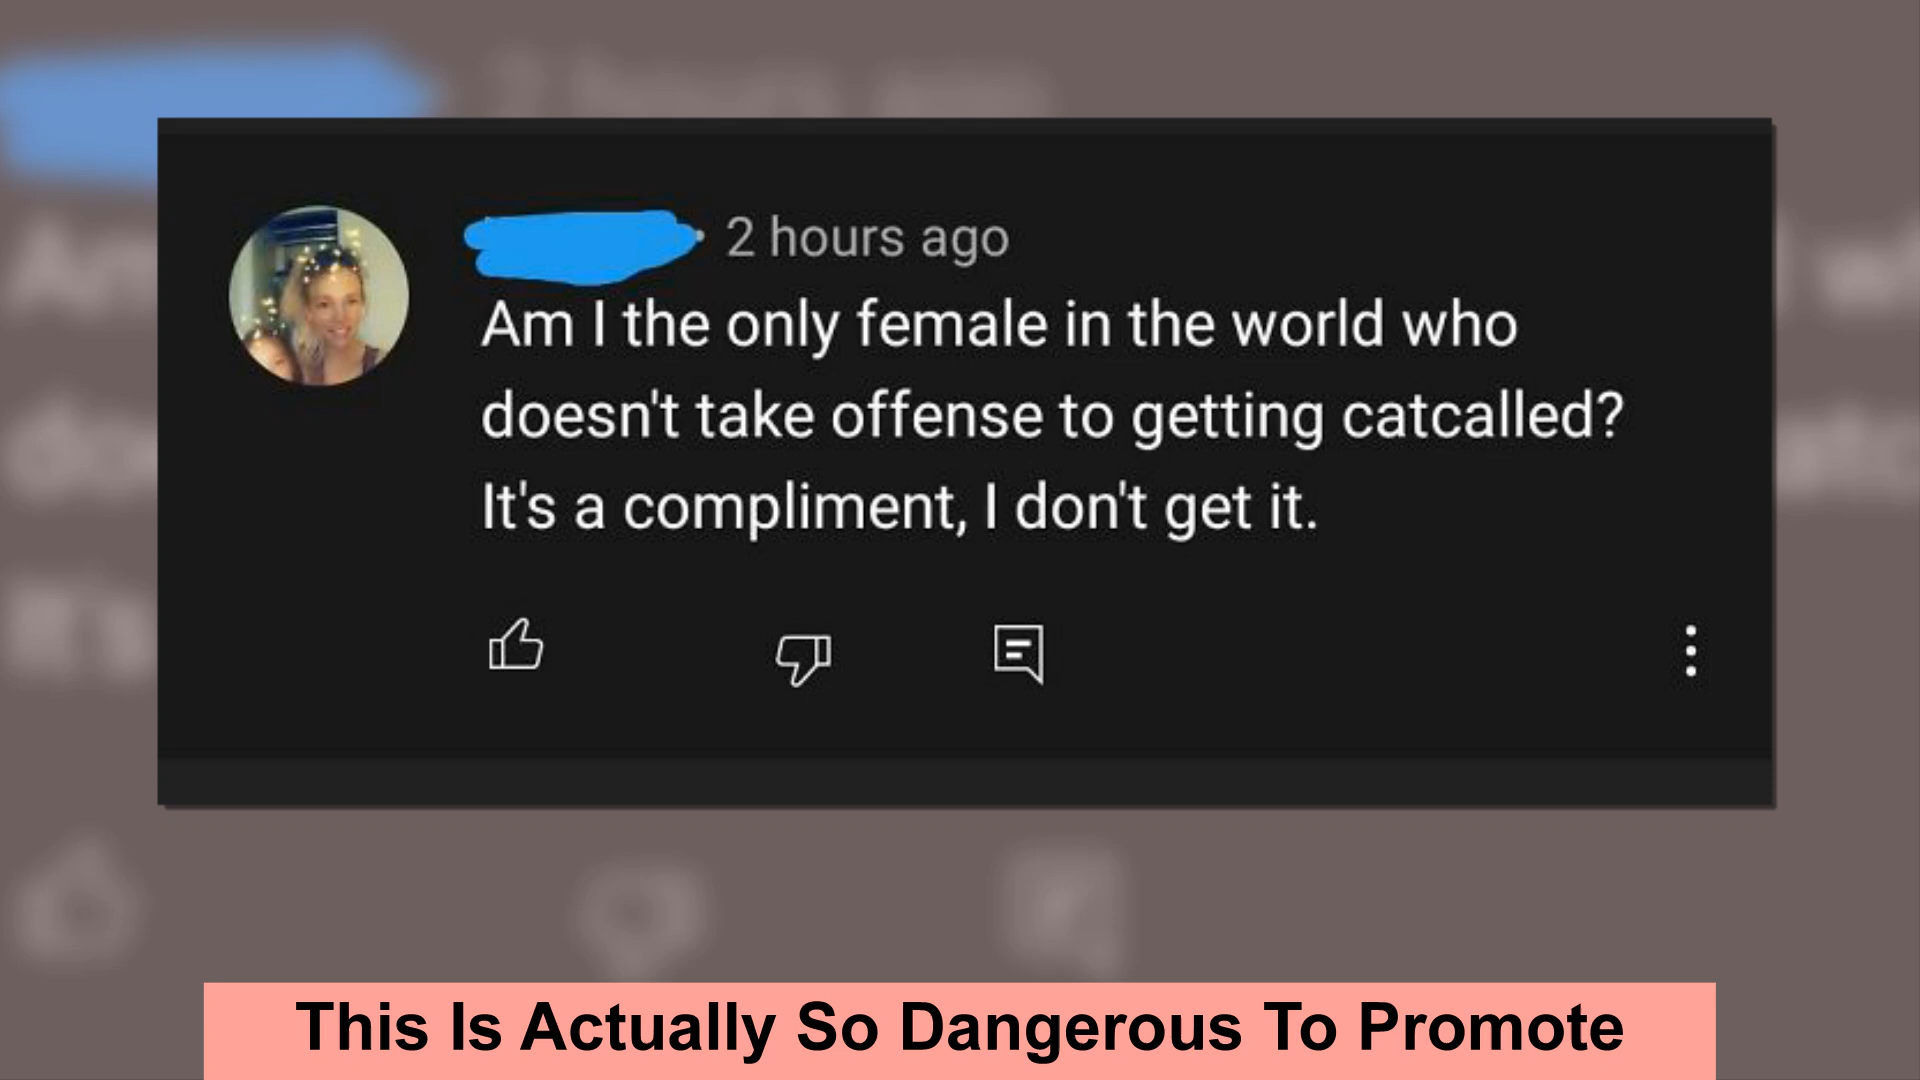 2 hours ago
Am I the only female in the world who
doesn't take offense to getting catcalled?
It's a compliment, I don't get it.
This Is Actually So Dangerous To Promote